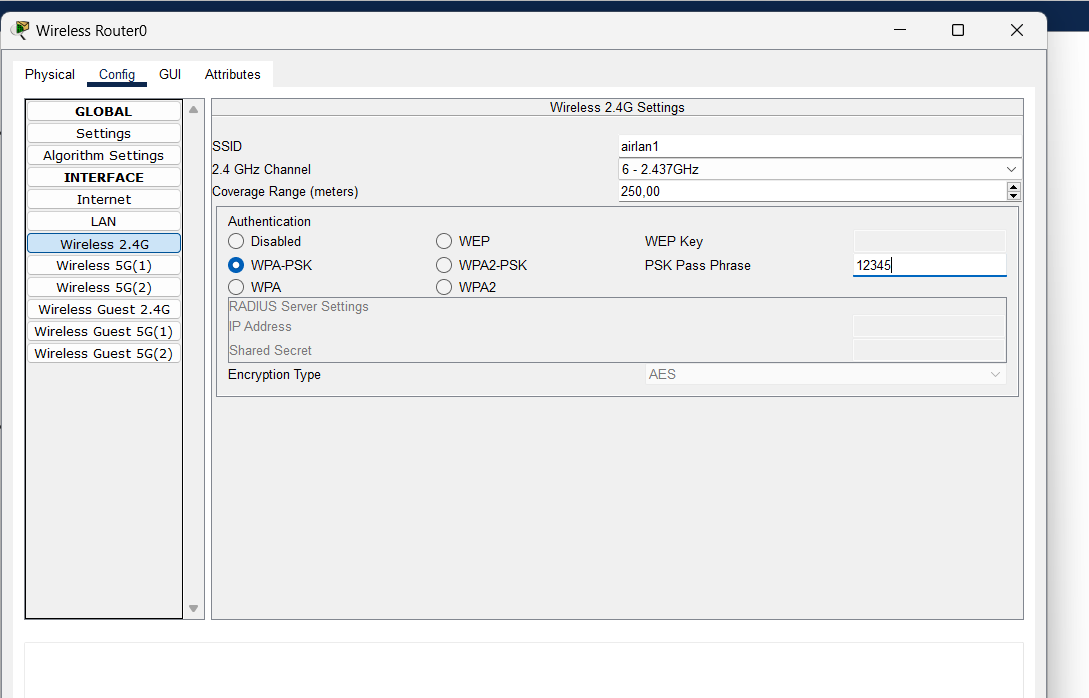 Wireless Router0
Physical Config GUI Attributes
GLOBAL
Settings
Algorithm Settings
INTERFACE
Internet
LAN
Wireless 2.4G
Wireless 5G(1)
Wireless 5G(2)
Wireless Guest 2.4G
Wireless Guest 5G(1)
Wireless Guest 5G(2)
Wireless 2.4G Settings
SSID airlan1
2.4 GHz Channel 6 - 2.437GHz
Coverage Range (meters) 250,00
Authentication
Disabled WEP WEP Key
WPA-PSK WPA2-PSK PSK Pass Phrase 12345
WPA WPA2
RADIUS Server Settings
IP Address
Shared Secret
Encryption Type AES